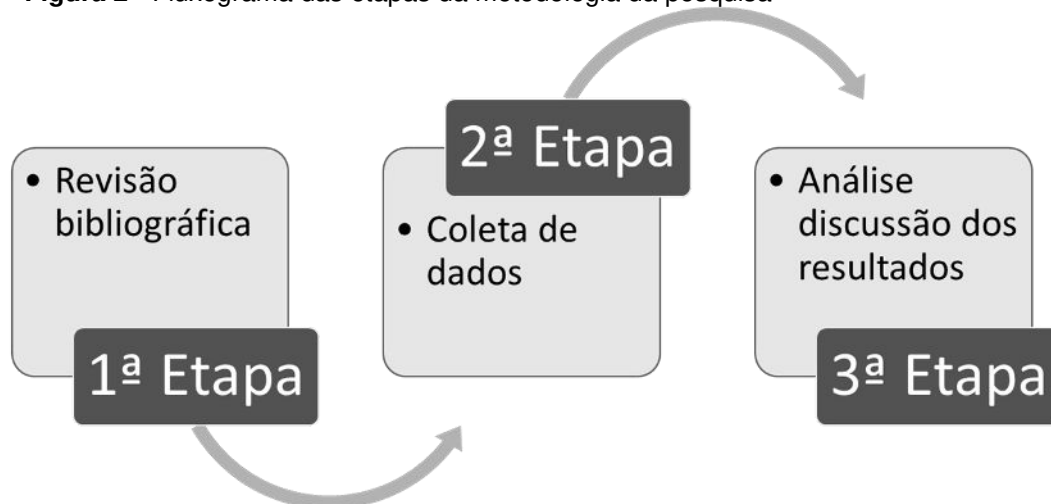 • Revisão
bibliográfica
1ª Etapa
2ª Etapa
• Coleta de
dados
• Análise
discussão dos
resultados
3ª Etapa